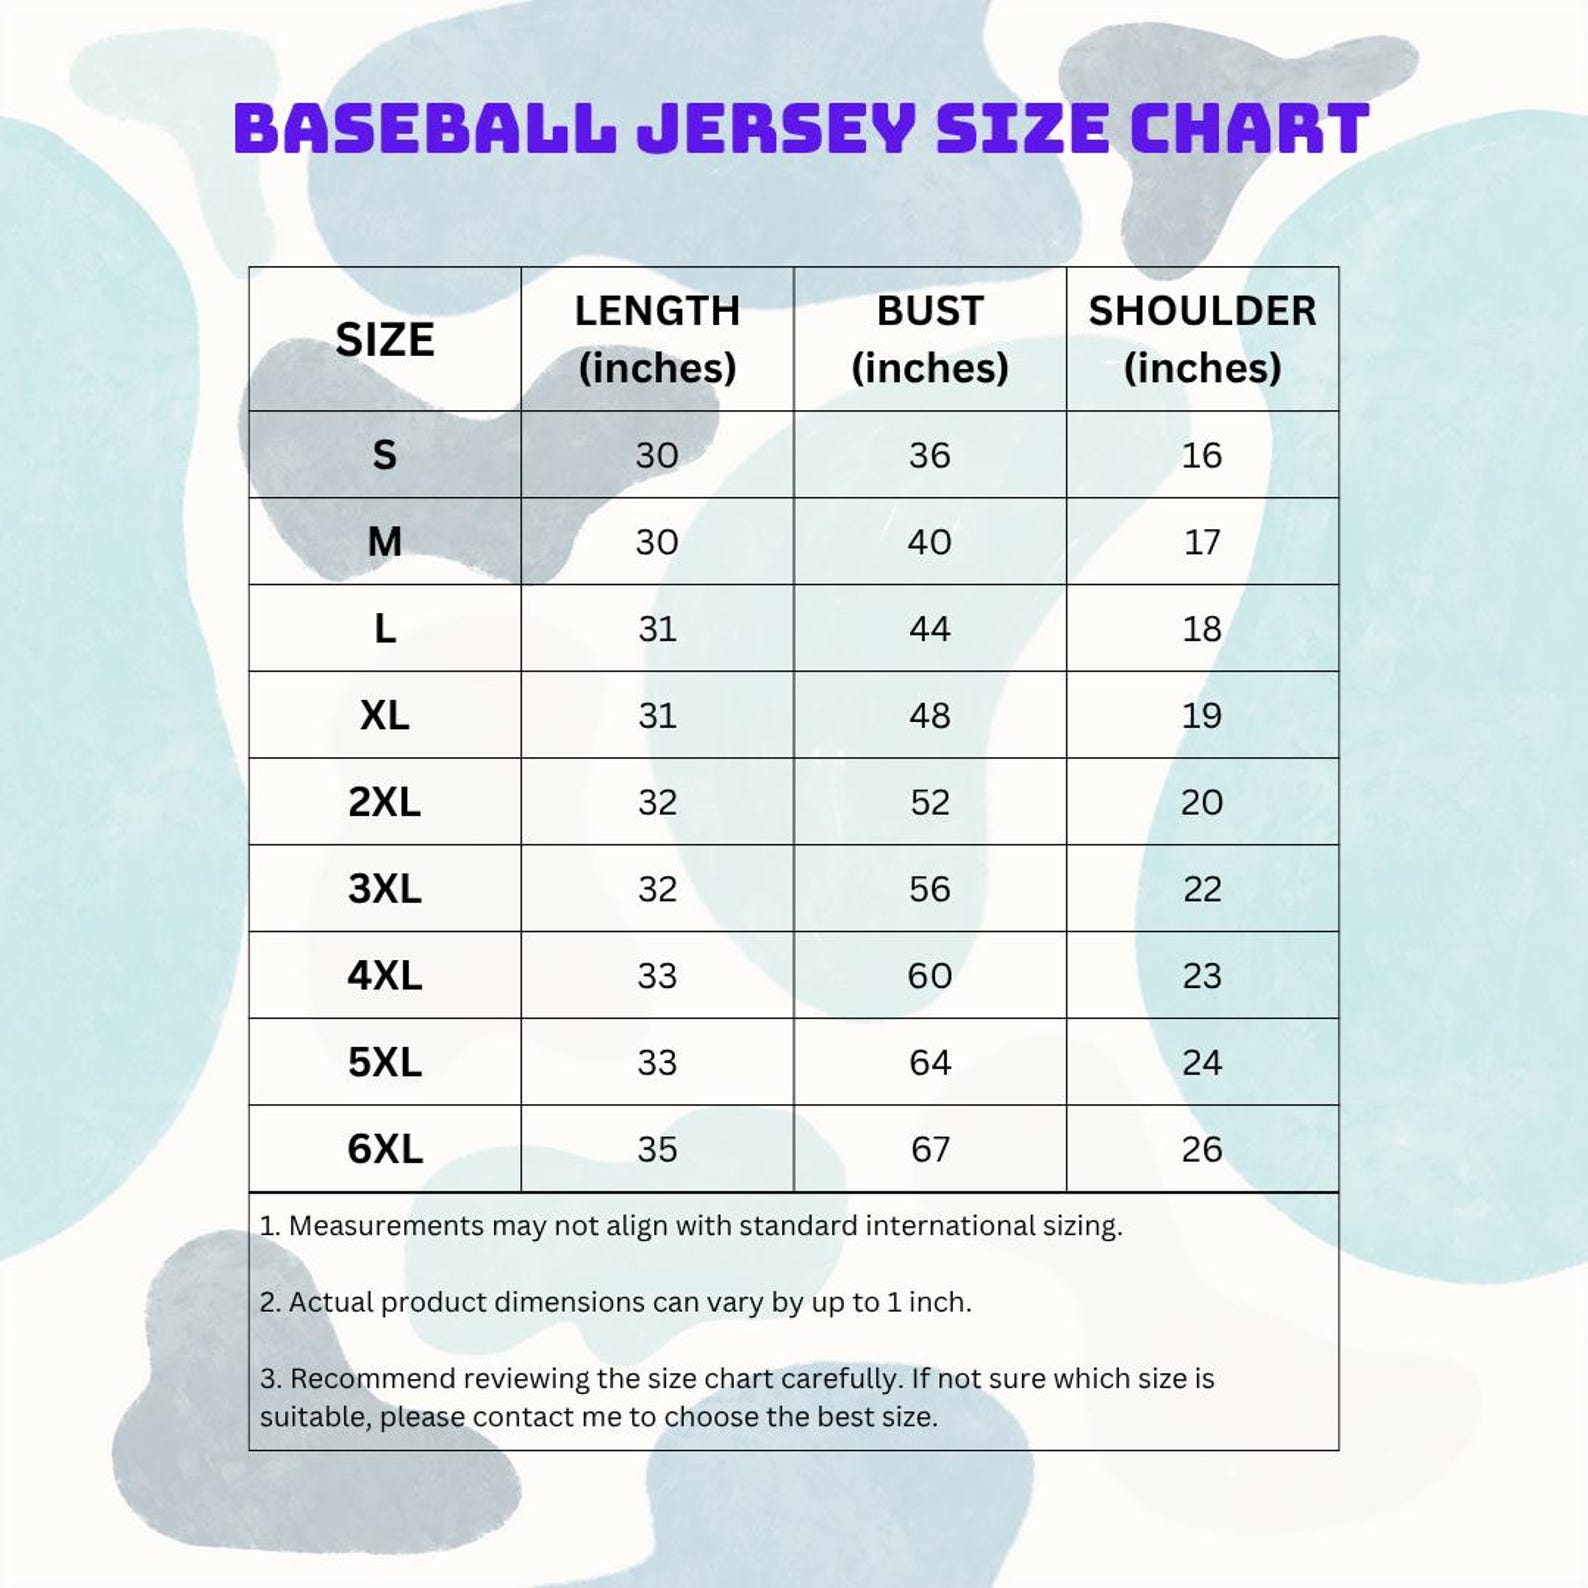 BASEBALL JERSEY SIZE CHART
SIZE LENGTH (inches) BUST (inches) SHOULDER (inches)
S 30 36 16
M 30 40 17
L 31 44 18
XL 31 48 19
2XL 32 52 20
3XL 32 56 22
4XL 33 60 23
5XL 33 64 24
6XL 35 67 26
1. Measurements may not align with standard international sizing.
2. Actual product dimensions can vary by up to 1 inch.
3. Recommend reviewing the size chart carefully. If not sure which size is
suitable, please contact me to choose the best size.